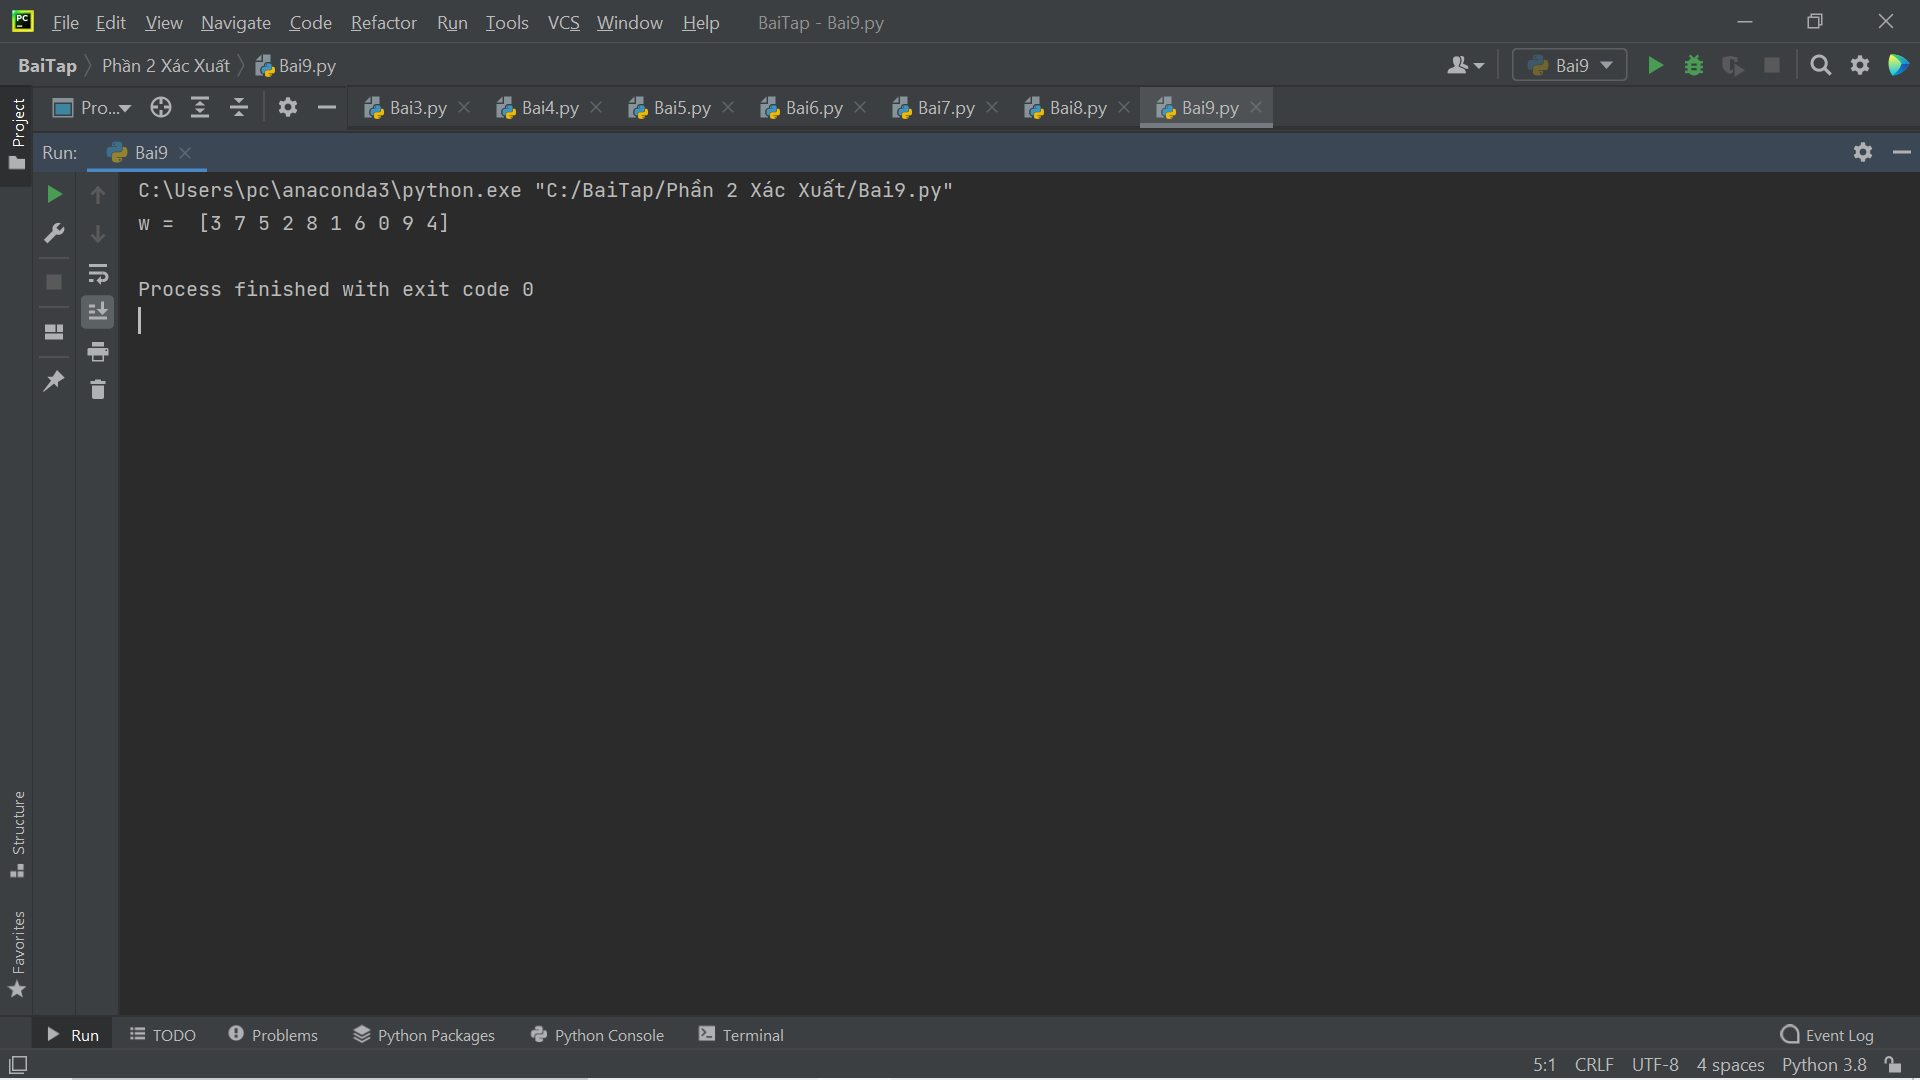 File Edit View Navigate Code Refactor Run Tools VCS Window Help BaiTap - Bai9.py
BaiTap Phần 2 Xác Xuất Bai9.py Bai9
Project Pro... Bai3.py Bai4.py Bai5.py Bai6.py Bai7.py Bai8.py Bai9.py
Run: Bai9
C:\Users\pc\anaconda3\python.exe "C:/BaiTap/Phần 2 Xác Xuất/Bai9.py"
w =  [3 7 5 2 8 1 6 0 9 4]
Process finished with exit code 0
Structure
Favorites
Run TODO Problems Python Packages Python Console Terminal Event Log
5:1 CRLF UTF-8 4 spaces Python 3.8